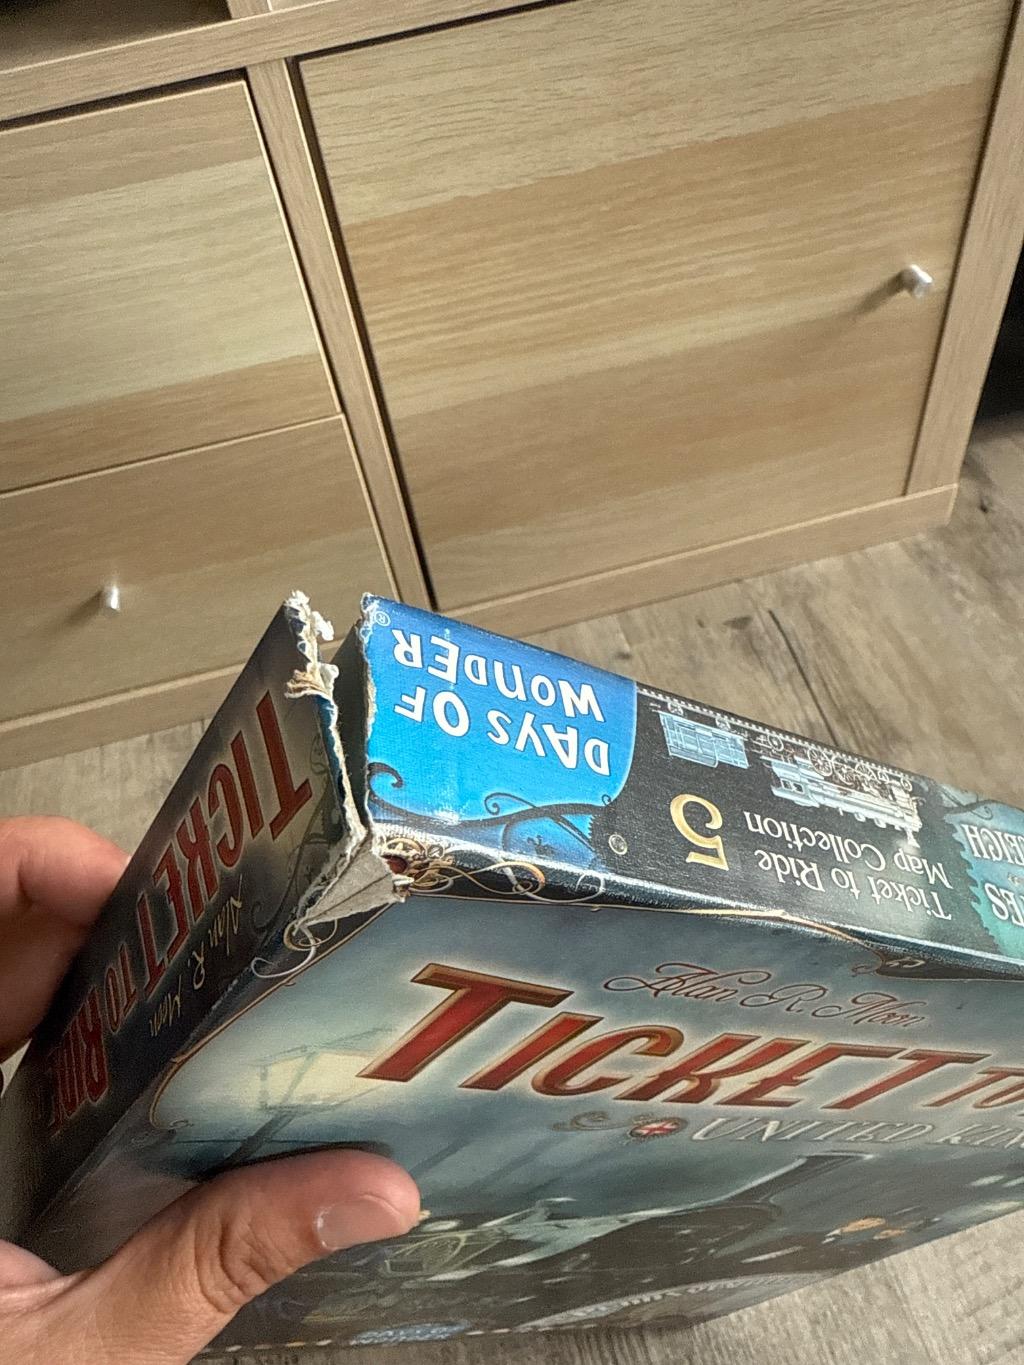 DAYS OF
WONDER®
5
Ticket to Ride
Map Collection
TICKET TO RIDE
Alan R. Moon
Alan R. Moon
TICKET TO
UNITED KIN